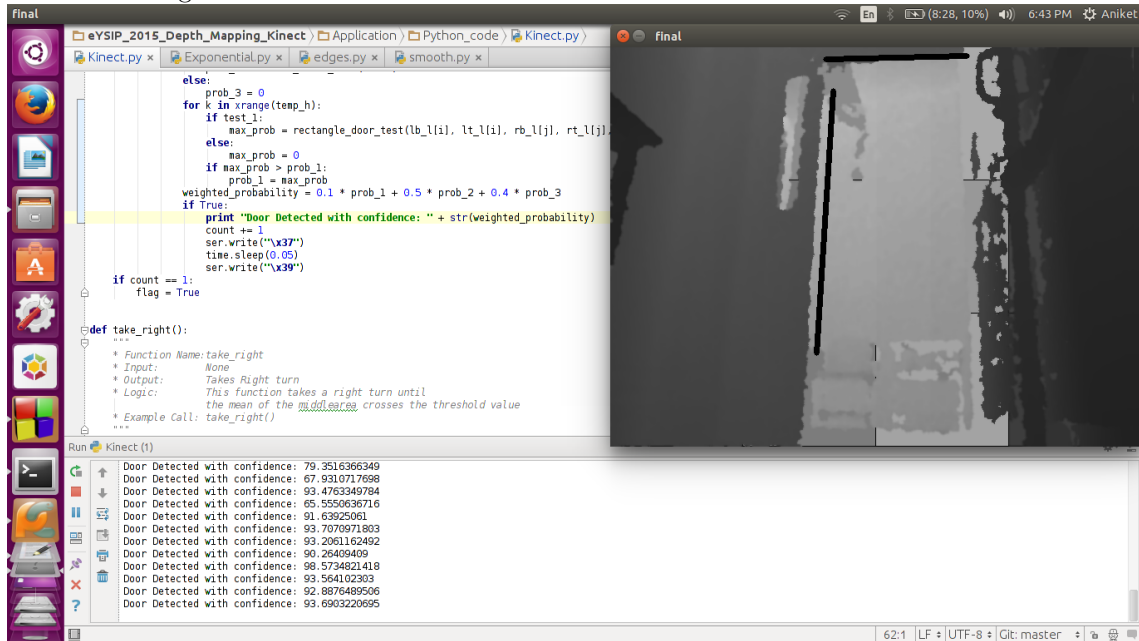 final
En
(8:28, 10%)
6:43 PM
Aniket
eYSIP_2015_Depth_Mapping_Kinect
Application
Python_code
Kinect.py
final
Kinect.py ×
Exponential.py ×
edges.py ×
smooth.py ×
else:
prob_3 = 0
for k in xrange(temp_h):
if test_1:
max_prob = rectangle_door_test(lb_l[i], lt_l[i], rb_l[j], rt_l[j],
else:
max_prob = 0
if max_prob > prob_1:
prob_1 = max_prob
weighted_probability = 0.1 * prob_1 + 0.5 * prob_2 + 0.4 * prob_3
if True:
print "Door Detected with confidence: " + str(weighted_probability)
count += 1
ser.write("\x37")
time.sleep(0.05)
ser.write("\x39")
if count == 1:
flag = True
def take_right():
"""
* Function Name:take_right
* Input: None
* Output: Takes Right turn
* Logic: This function takes a right turn until
the mean of the middlearea crosses the threshold value
* Example Call: take_right()
"""
Run Kinect (1)
Door Detected with confidence: 79.3516366349
Door Detected with confidence: 67.9310717698
Door Detected with confidence: 93.4763349784
Door Detected with confidence: 65.5550636716
Door Detected with confidence: 91.63925061
Door Detected with confidence: 93.7070971803
Door Detected with confidence: 93.2061162492
Door Detected with confidence: 90.26409409
Door Detected with confidence: 98.5734821418
Door Detected with confidence: 93.564102303
Door Detected with confidence: 92.8876489506
Door Detected with confidence: 93.6903220695
62:1 LF UTF-8 Git: master